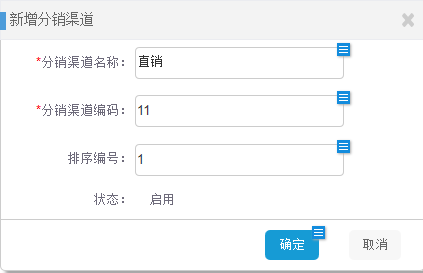 新增分销渠道
*分销渠道名称： 直销
*分销渠道编码： 11
排序编号： 1
状态： 启用
确定 取消